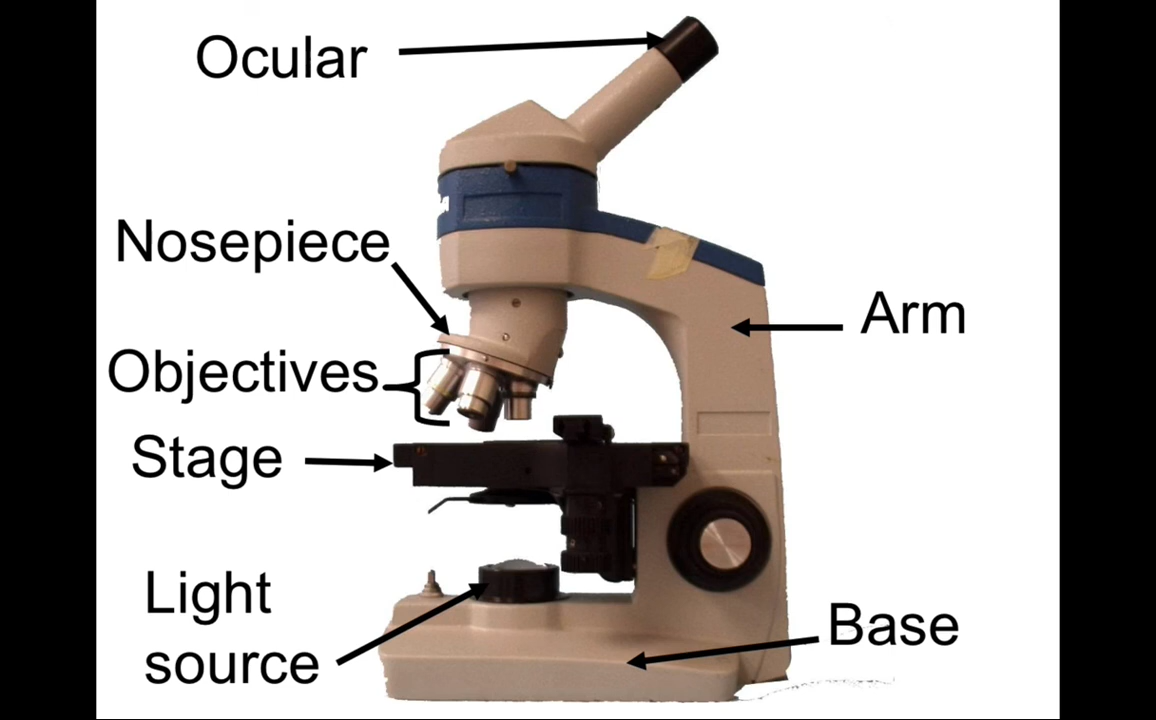 Ocular
Nosepiece
Arm
Objectives
Stage
Light
source
Base